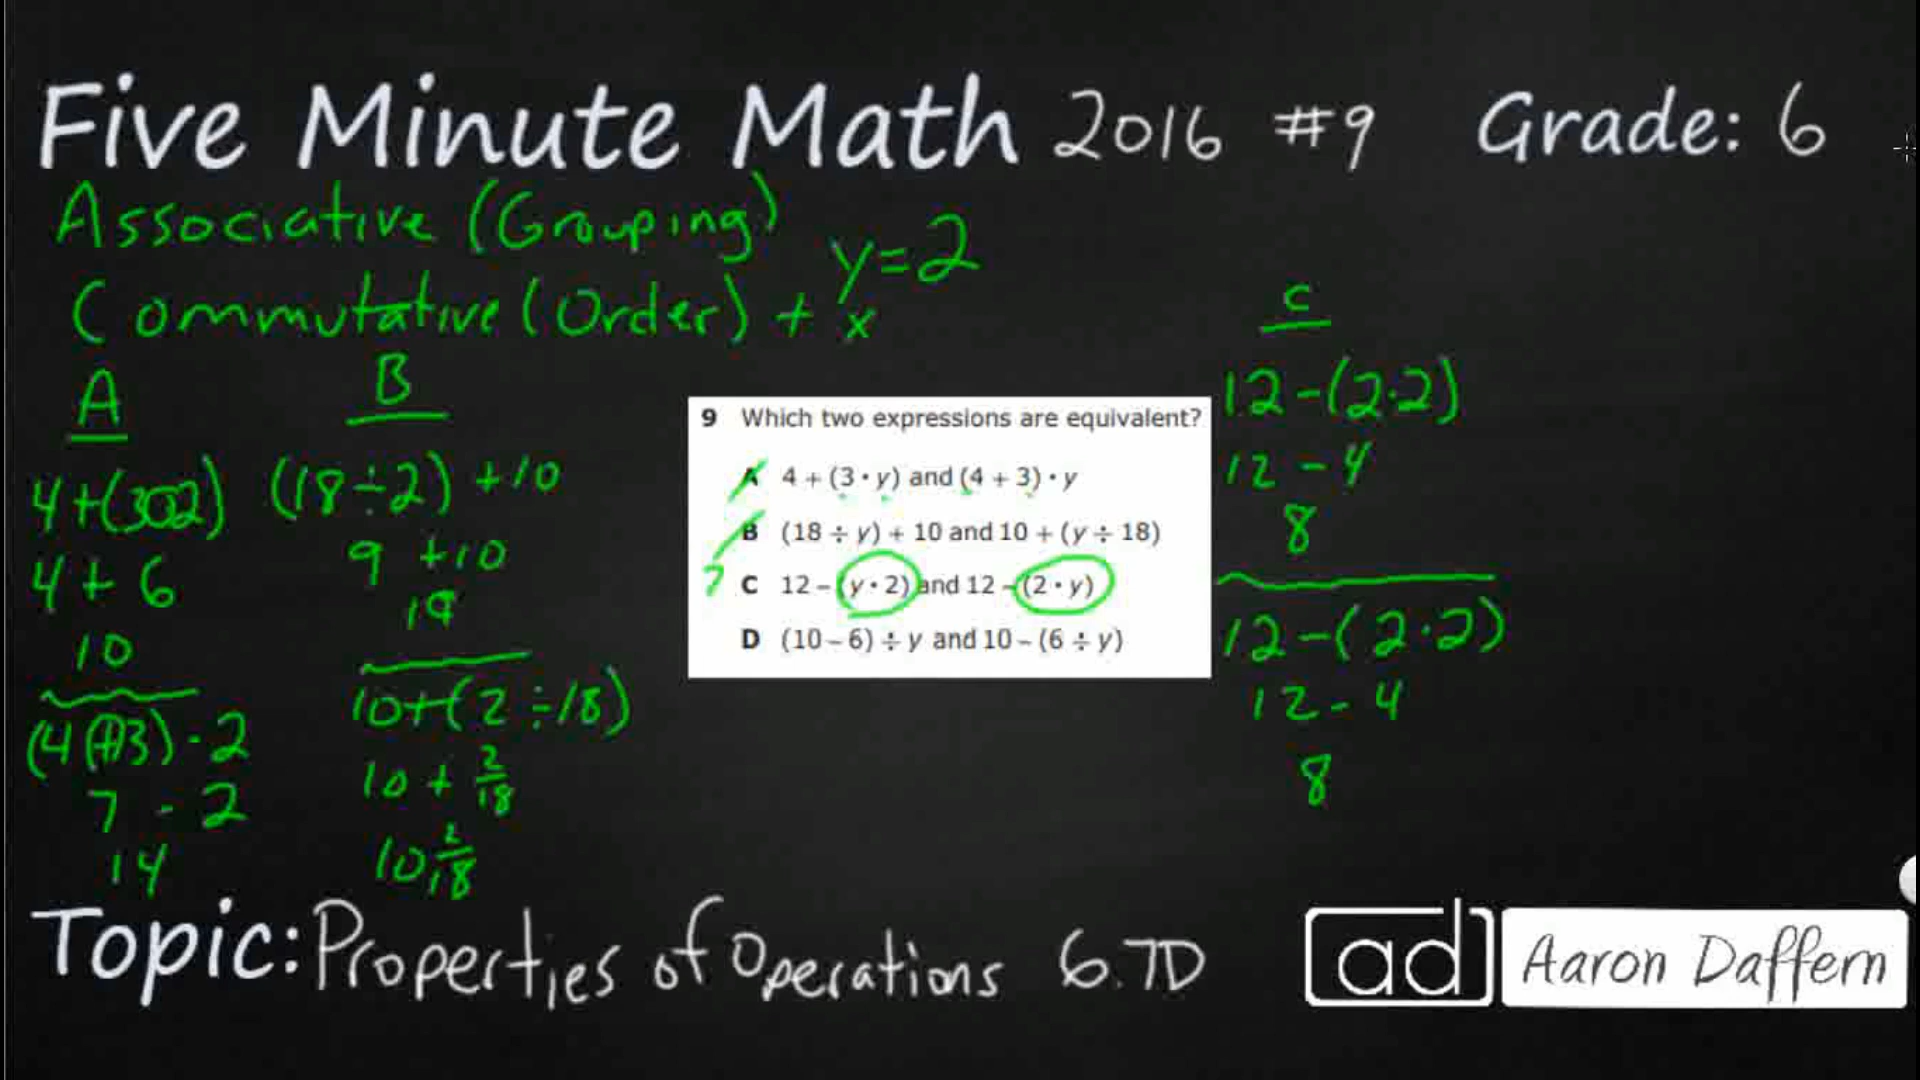 Five Minute Math 2016 #9 Grade: 6
Associative (Grouping)
Commutative (Order) + x
y=2
A
4+(3·2)
4+6
10
(4+3)·2
7·2
14
B
(18÷2)+10
9+10
19
10+(2÷18)
10+2/18
10 2/18
9 Which two expressions are equivalent?
A 4 + (3 · y) and (4 + 3) · y
B (18 ÷ y) + 10 and 10 + (y ÷ 18)
? C 12 – (y · 2) and 12 – (2 · y)
D (10 – 6) ÷ y and 10 – (6 ÷ y)
C
12-(2·2)
12-4
8
12-(2·2)
12-4
8
Topic: Properties of Operations 6.7D
ad Aaron Daffern